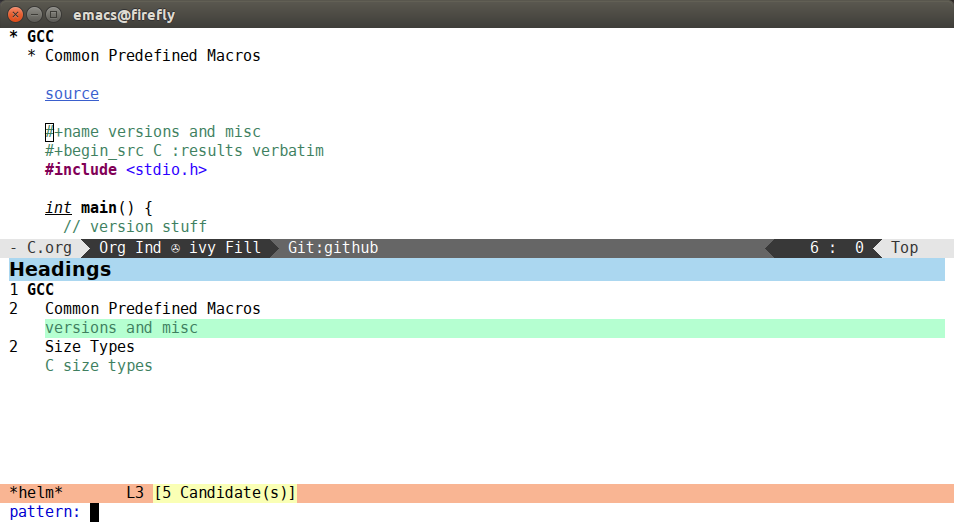 emacs@firefly
* GCC
* Common Predefined Macros
source
#+name versions and misc
#+begin_src C :results verbatim
#include <stdio.h>
int main() {
// version stuff
- C.org Org Ind ✇ ivy Fill Git:github 6 : 0 Top
Headings
1 GCC
2 Common Predefined Macros
versions and misc
2 Size Types
C size types
*helm* L3 [5 Candidate(s)]
pattern: